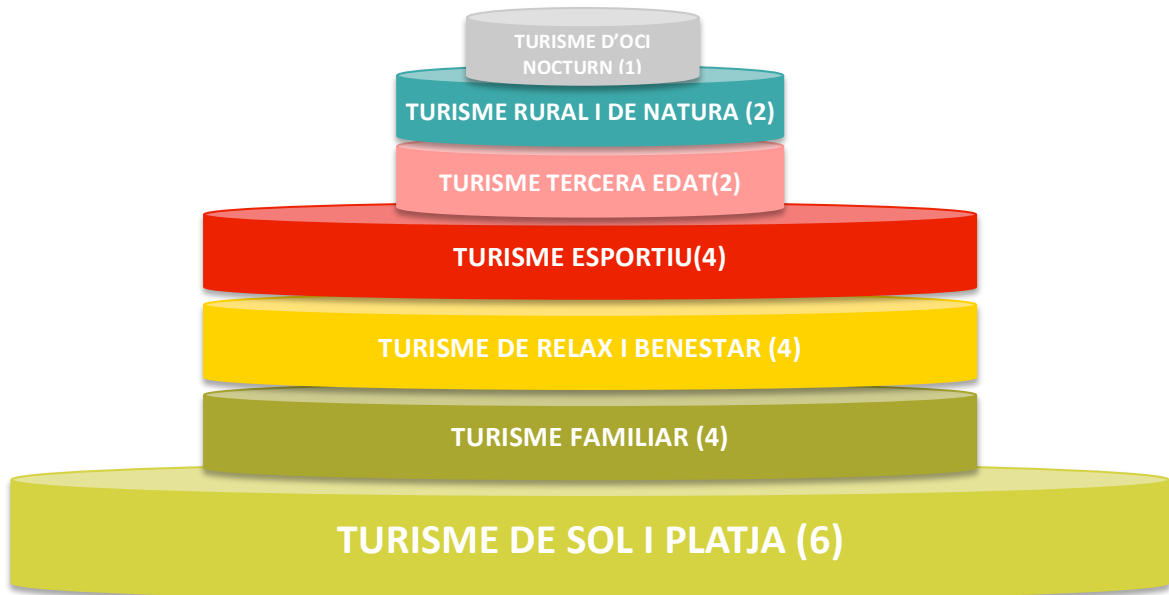 TURISME D'OCI
NOCTURN (1)
TURISME RURAL I DE NATURA (2)
TURISME TERCERA EDAT(2)
TURISME ESPORTIU(4)
TURISME DE RELAX I BENESTAR (4)
TURISME FAMILIAR (4)
TURISME DE SOL I PLATJA (6)